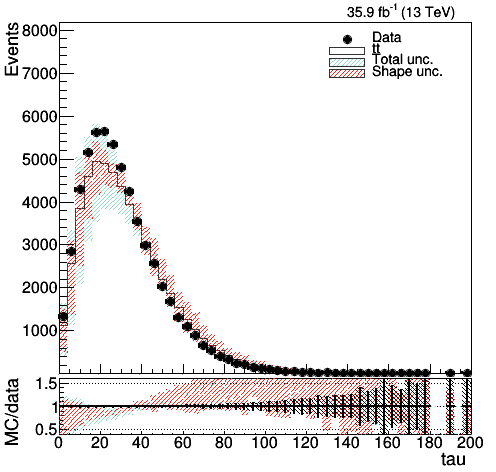 35.9 fb⁻¹ (13 TeV)
Events
8000
7000
6000
5000
4000
3000
2000
1000
Data
tt̄
Total unc.
Shape unc.
MC/data
1.5
1
0.5
0 20 40 60 80 100 120 140 160 180 200
tau